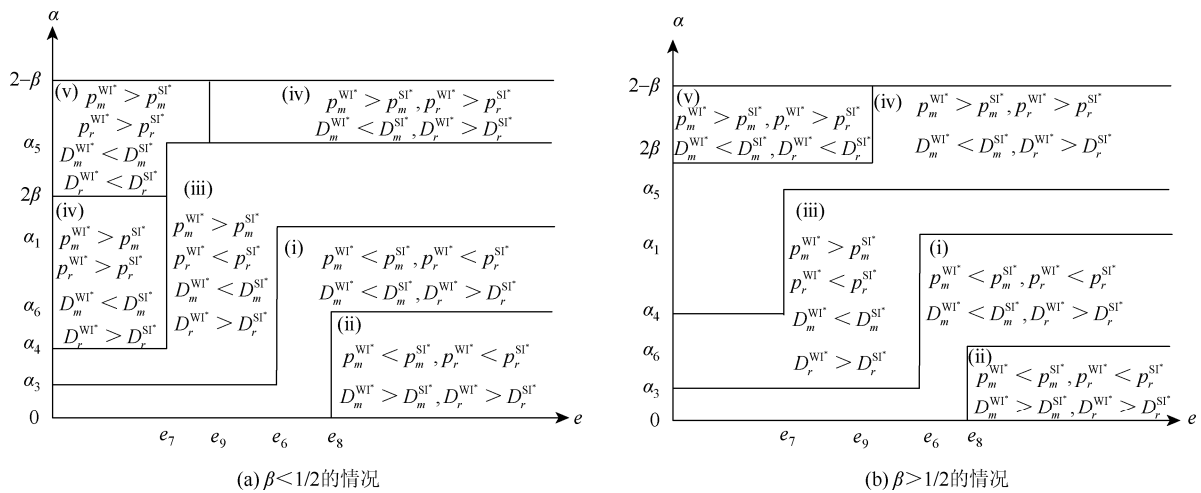 α
2−β
(v)
p_m^{WI*} > p_m^{SI*}
p_r^{WI*} > p_r^{SI*}
D_m^{WI*} < D_m^{SI*}
D_r^{WI*} < D_r^{SI*}
(iv)
p_m^{WI*} > p_m^{SI*}, p_r^{WI*} > p_r^{SI*}
D_m^{WI*} < D_m^{SI*}, D_r^{WI*} > D_r^{SI*}
α_5
2β
(iv)
p_m^{WI*} > p_m^{SI*}
p_r^{WI*} > p_r^{SI*}
D_m^{WI*} < D_m^{SI*}
D_r^{WI*} > D_r^{SI*}
(iii)
p_m^{WI*} > p_m^{SI*}
p_r^{WI*} < p_r^{SI*}
D_m^{WI*} < D_m^{SI*}
D_r^{WI*} > D_r^{SI*}
α_1
(i)
p_m^{WI*} < p_m^{SI*}, p_r^{WI*} < p_r^{SI*}
D_m^{WI*} < D_m^{SI*}, D_r^{WI*} > D_r^{SI*}
α_6
α_4
(ii)
p_m^{WI*} < p_m^{SI*}, p_r^{WI*} < p_r^{SI*}
D_m^{WI*} > D_m^{SI*}, D_r^{WI*} > D_r^{SI*}
α_3
0
e
e_7 e_9 e_6 e_8
(a) β<1/2的情况
α
2−β
(v)
p_m^{WI*} > p_m^{SI*}, p_r^{WI*} > p_r^{SI*}
D_m^{WI*} < D_m^{SI*}, D_r^{WI*} < D_r^{SI*}
(iv)
p_m^{WI*} > p_m^{SI*}, p_r^{WI*} > p_r^{SI*}
D_m^{WI*} < D_m^{SI*}, D_r^{WI*} > D_r^{SI*}
2β
α_5
(iii)
p_m^{WI*} > p_m^{SI*}
p_r^{WI*} < p_r^{SI*}
D_m^{WI*} < D_m^{SI*}
D_r^{WI*} > D_r^{SI*}
α_1
(i)
p_m^{WI*} < p_m^{SI*}, p_r^{WI*} < p_r^{SI*}
D_m^{WI*} < D_m^{SI*}, D_r^{WI*} > D_r^{SI*}
α_4
α_6
(ii)
p_m^{WI*} < p_m^{SI*}, p_r^{WI*} < p_r^{SI*}
D_m^{WI*} > D_m^{SI*}, D_r^{WI*} > D_r^{SI*}
α_3
0
e
e_7 e_9 e_6 e_8
(b) β>1/2的情况